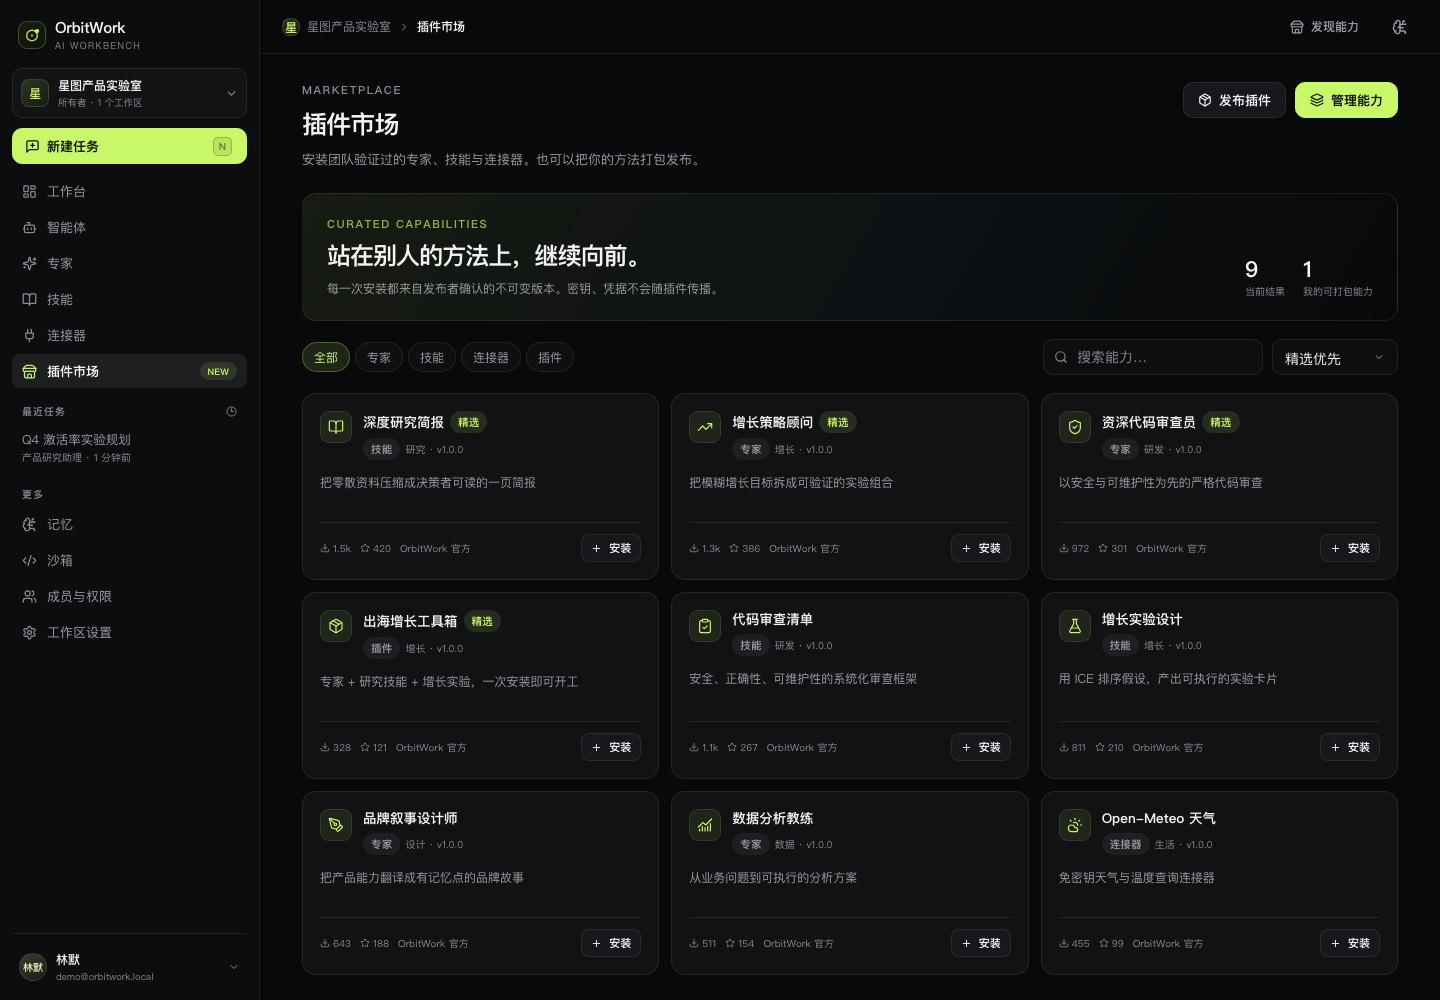 OrbitWork
AI WORKBENCH
星
星图产品实验室
所有者 · 1 个工作区
新建任务
N
工作台
智能体
专家
技能
连接器
插件市场
NEW
最近任务
Q4 激活率实验规划
产品研究助理 · 1 分钟前
更多
记忆
沙箱
成员与权限
工作区设置
林默
林默
demo@orbitwork.local
星 星图产品实验室 > 插件市场
发现能力
MARKETPLACE
插件市场
安装团队验证过的专家、技能与连接器。也可以把你的方法打包发布。
发布插件
管理能力
CURATED CAPABILITIES
站在别人的方法上，继续向前。
每一次安装都来自发布者确认的不可变版本。密钥、凭据不会随插件传播。
9
当前结果
1
我的可打包能力
全部 专家 技能 连接器 插件
搜索能力…
精选优先
深度研究简报 精选
技能 研究 · v1.0.0
把零散资料压缩成决策者可读的一页简报
1.5k 420 OrbitWork 官方
+ 安装
增长策略顾问 精选
专家 增长 · v1.0.0
把模糊增长目标拆成可验证的实验组合
1.3k 386 OrbitWork 官方
+ 安装
资深代码审查员 精选
专家 研发 · v1.0.0
以安全与可维护性为先的严格代码审查
972 301 OrbitWork 官方
+ 安装
出海增长工具箱 精选
插件 增长 · v1.0.0
专家 + 研究技能 + 增长实验，一次安装即可开工
328 121 OrbitWork 官方
+ 安装
代码审查清单
技能 研发 · v1.0.0
安全、正确性、可维护性的系统化审查框架
1.1k 267 OrbitWork 官方
+ 安装
增长实验设计
技能 增长 · v1.0.0
用 ICE 排序假设，产出可执行的实验卡片
811 210 OrbitWork 官方
+ 安装
品牌叙事设计师
专家 设计 · v1.0.0
把产品能力翻译成有记忆点的品牌故事
643 188 OrbitWork 官方
+ 安装
数据分析教练
专家 数据 · v1.0.0
从业务问题到可执行的分析方案
511 154 OrbitWork 官方
+ 安装
Open-Meteo 天气
连接器 生活 · v1.0.0
免密钥天气与温度查询连接器
455 99 OrbitWork 官方
+ 安装